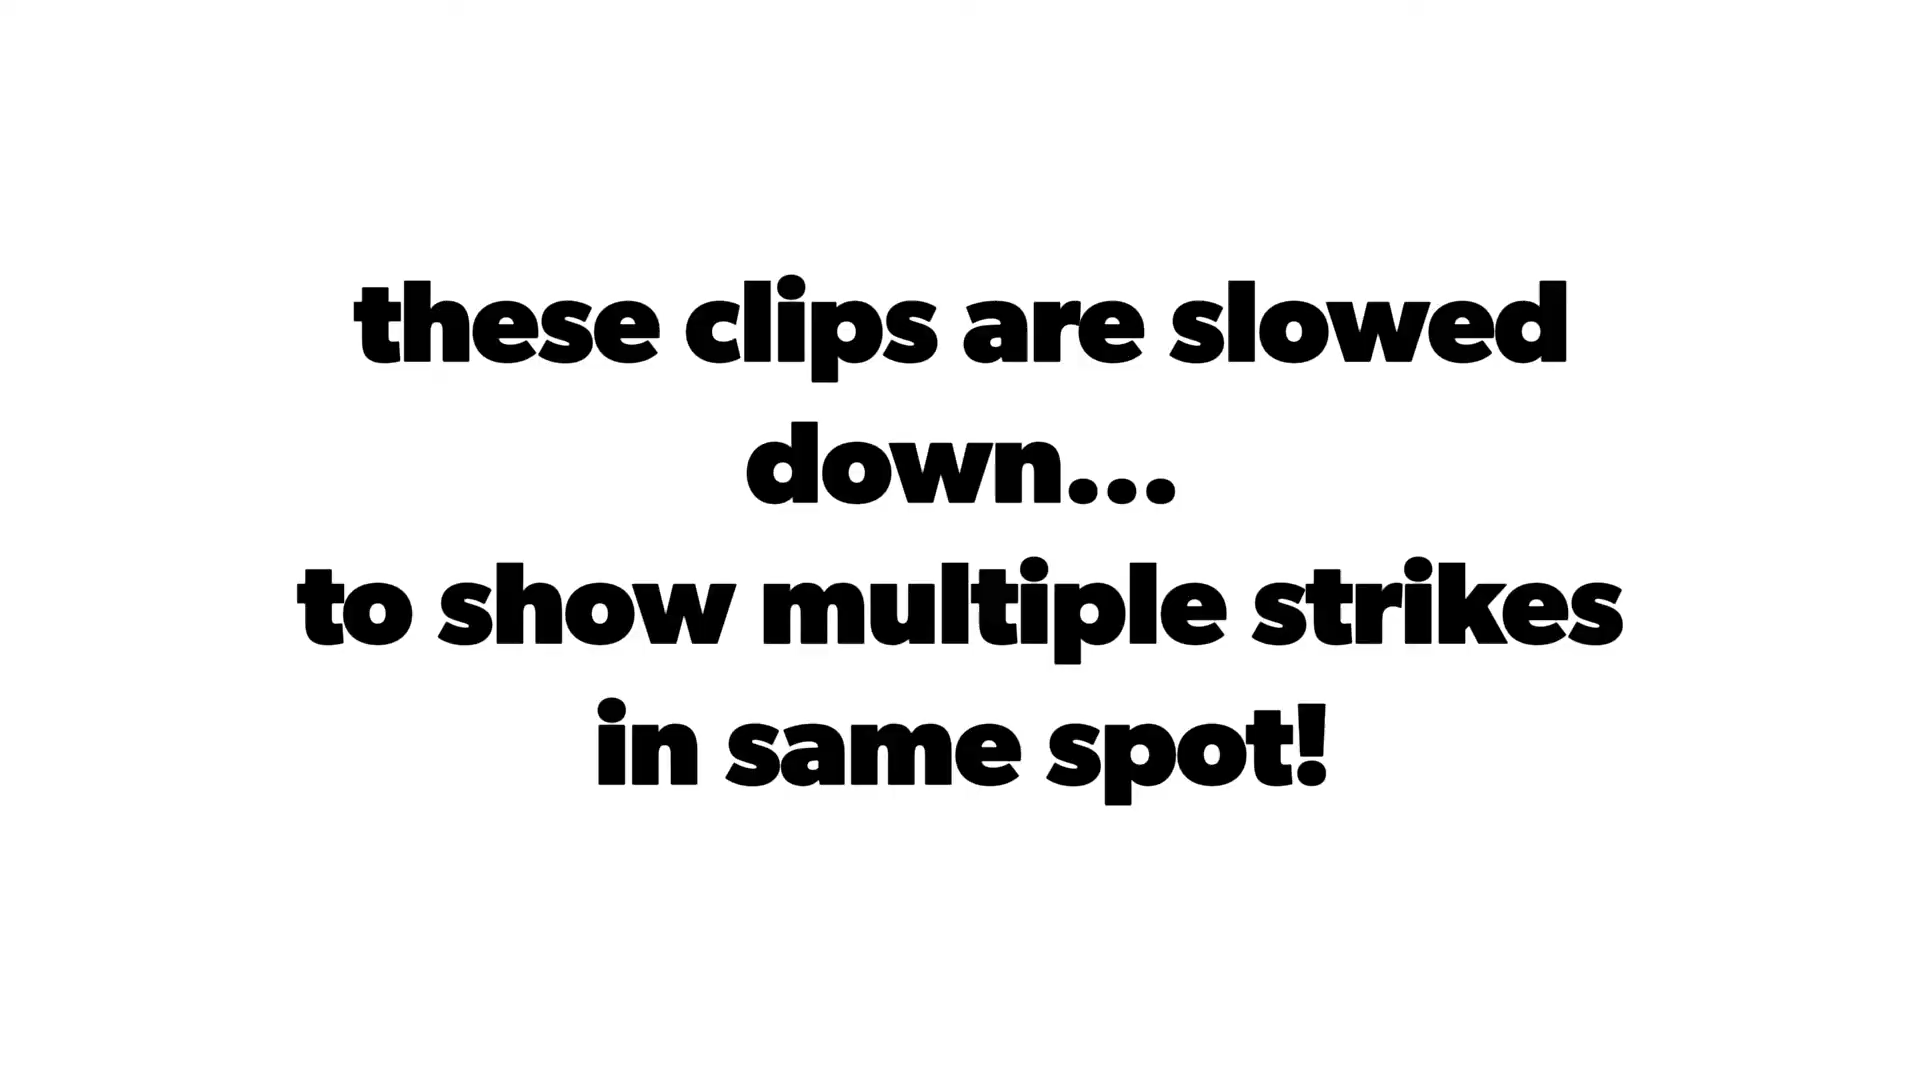 these clips are slowed
down...
to show multiple strikes
in same spot!